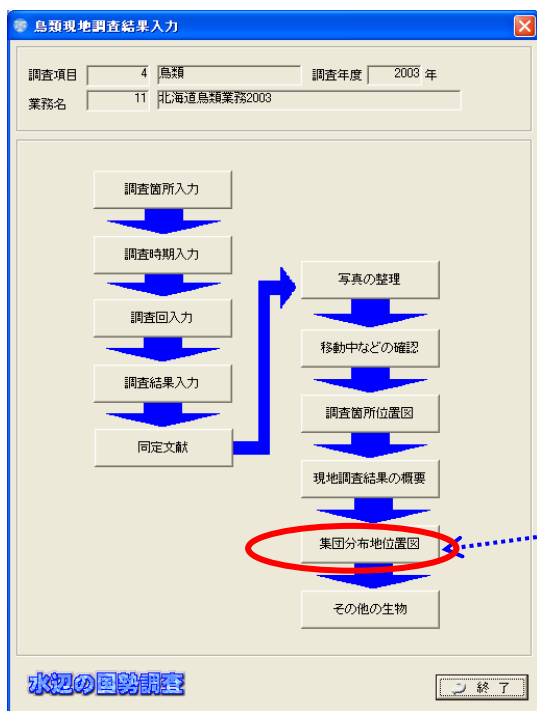 鳥類現地調査結果入力
調査項目 4 鳥類 調査年度 2003 年
業務名 11 北海道鳥類業務2003
調査箇所入力
調査時期入力
調査回入力
調査結果入力
同定文献
写真の整理
移動中などの確認
調査箇所位置図
現地調査結果の概要
集団分布地位置図
その他の生物
水辺の国勢調査
終 了